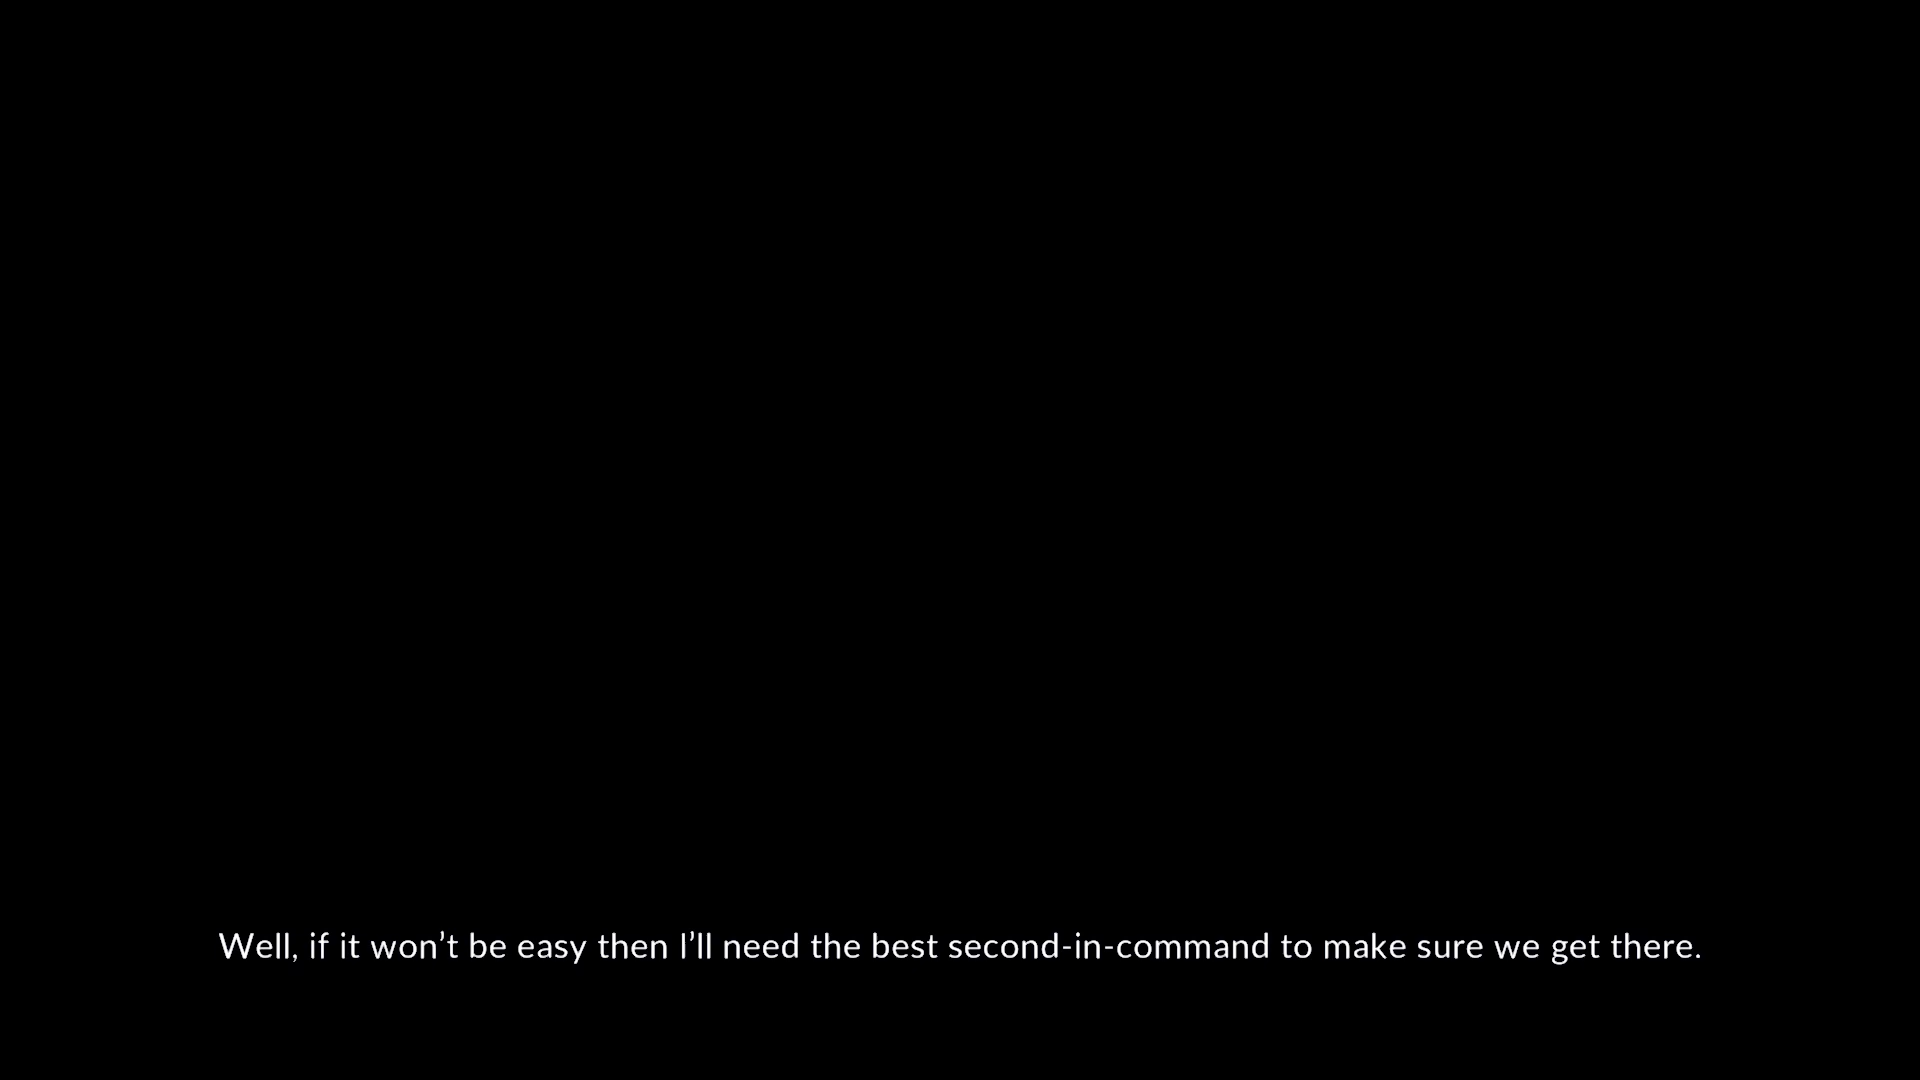 Well, if it won’t be easy then I’ll need the best second-in-command to make sure we get there.